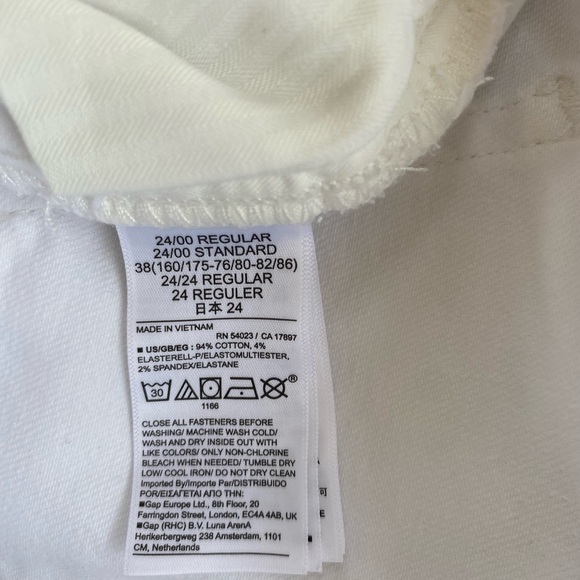 24/00 REGULAR
24/00 STANDARD
38(160/175-76/80-82/86)
24/24 REGULAR
24 REGULER
日本 24
MADE IN VIETNAM
RN 54023 / CA 17897
■ US/GB/EG : 94% COTTON, 4%
ELASTERELL-P/ELASTOMULTIESTER,
2% SPANDEX/ELASTANE
30
®
1166
CLOSE ALL FASTENERS BEFORE
WASHING/ MACHINE WASH COLD/
WASH AND DRY INSIDE OUT WITH
LIKE COLORS/ ONLY NON-CHLORINE
BLEACH WHEN NEEDED/ TUMBLE DRY
LOW/ COOL IRON/ DO NOT DRY CLEAN
Imported By/Importé Par/DISTRIBUIDO
POR/ΕΙΣΑΓΕΤΑΙ ΑΠΟ ΤΗΝ:
■Gap Europe Ltd., 8th Floor, 20
Farringdon Street, London, EC4A 4AB, UK
■Gap (RHC) B.V. Luna ArenA
Herikerbergweg 238 Amsterdam, 1101
CM, Netherlands